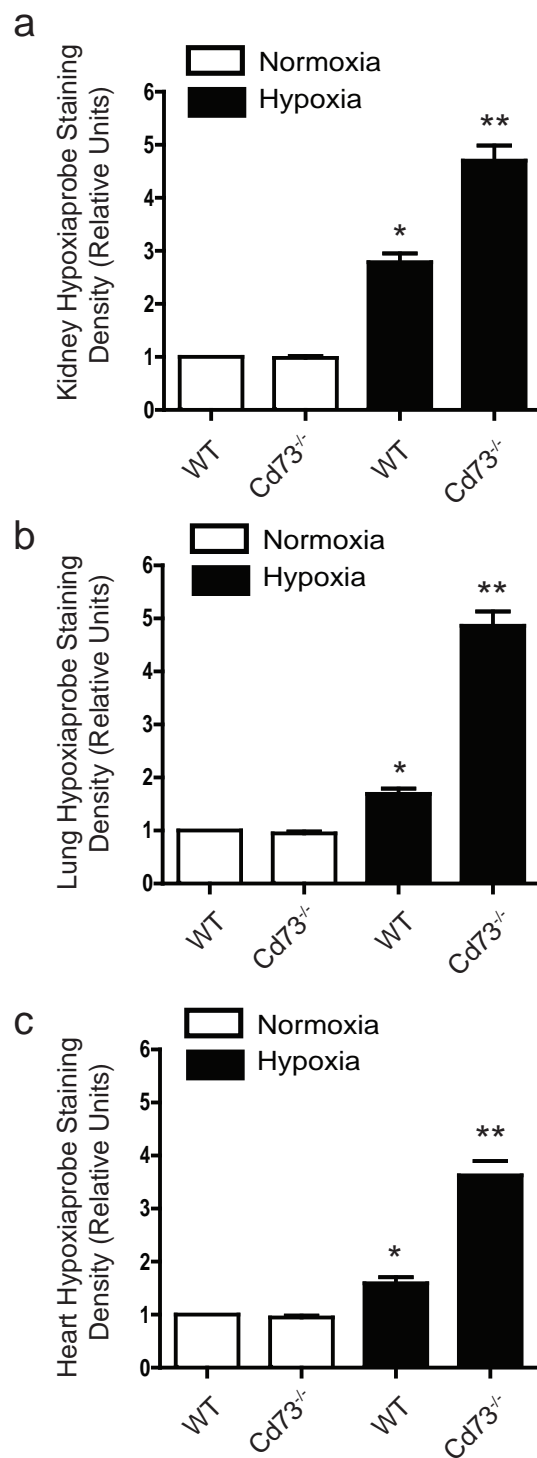 a
Normoxia
Hypoxia
Kidney Hypoxiaprobe Staining
Density (Relative Units)
6
5
4
3
2
1
0
*
**
WT
Cd73-/-
WT
Cd73-/-
b
Normoxia
Hypoxia
Lung Hypoxiaprobe Staining
Density (Relative Units)
6
5
4
3
2
1
0
*
**
WT
Cd73-/-
WT
Cd73-/-
c
Normoxia
Hypoxia
Heart Hypoxiaprobe Staining
Density (Relative Units)
6
5
4
3
2
1
0
*
**
WT
Cd73-/-
WT
Cd73-/-